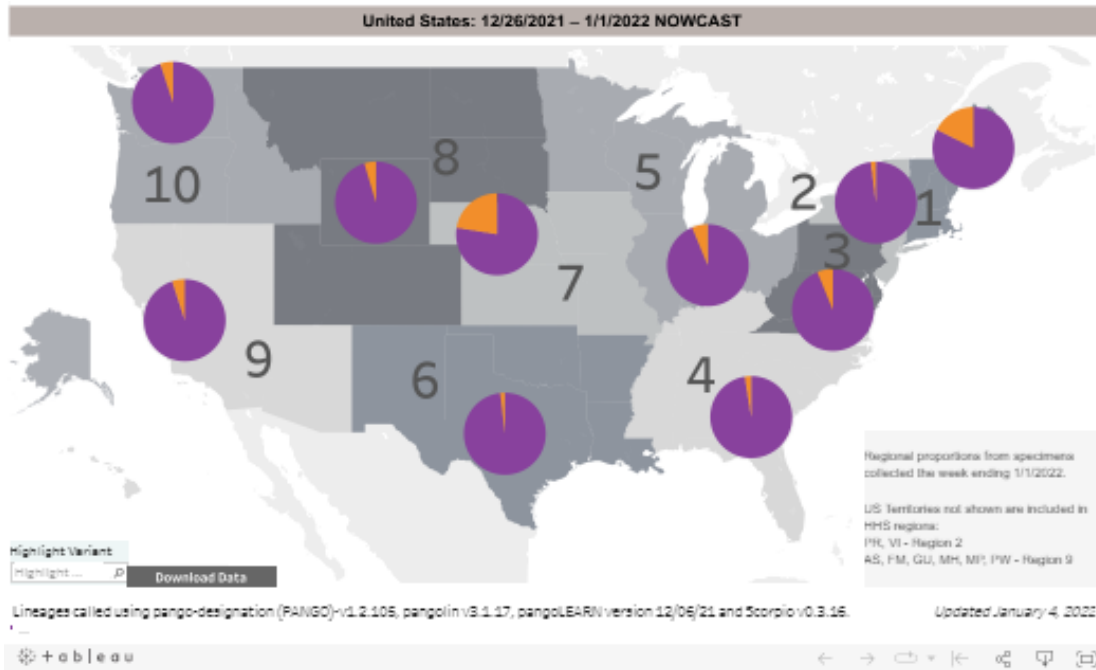 United States: 12/26/2021 – 1/1/2022 NOWCAST
10
8
5
2
1
3
7
9
6
4
Regional proportions from specimens
collected the week ending 1/1/2022.
US Territories not shown are included in
HHS regions:
PR, VI - Region 2
AS, FM, GU, MH, MP, PW - Region 9
Highlight Variant
Highlight ...
Download Data
Lineages called using pango-designation (PANGO)-v1.2.105, pangolin v3.1.17, pangoLEARN version 12/06/21 and Scorpio v0.3.16.
Updated January 4, 2022
+ a b | e a u